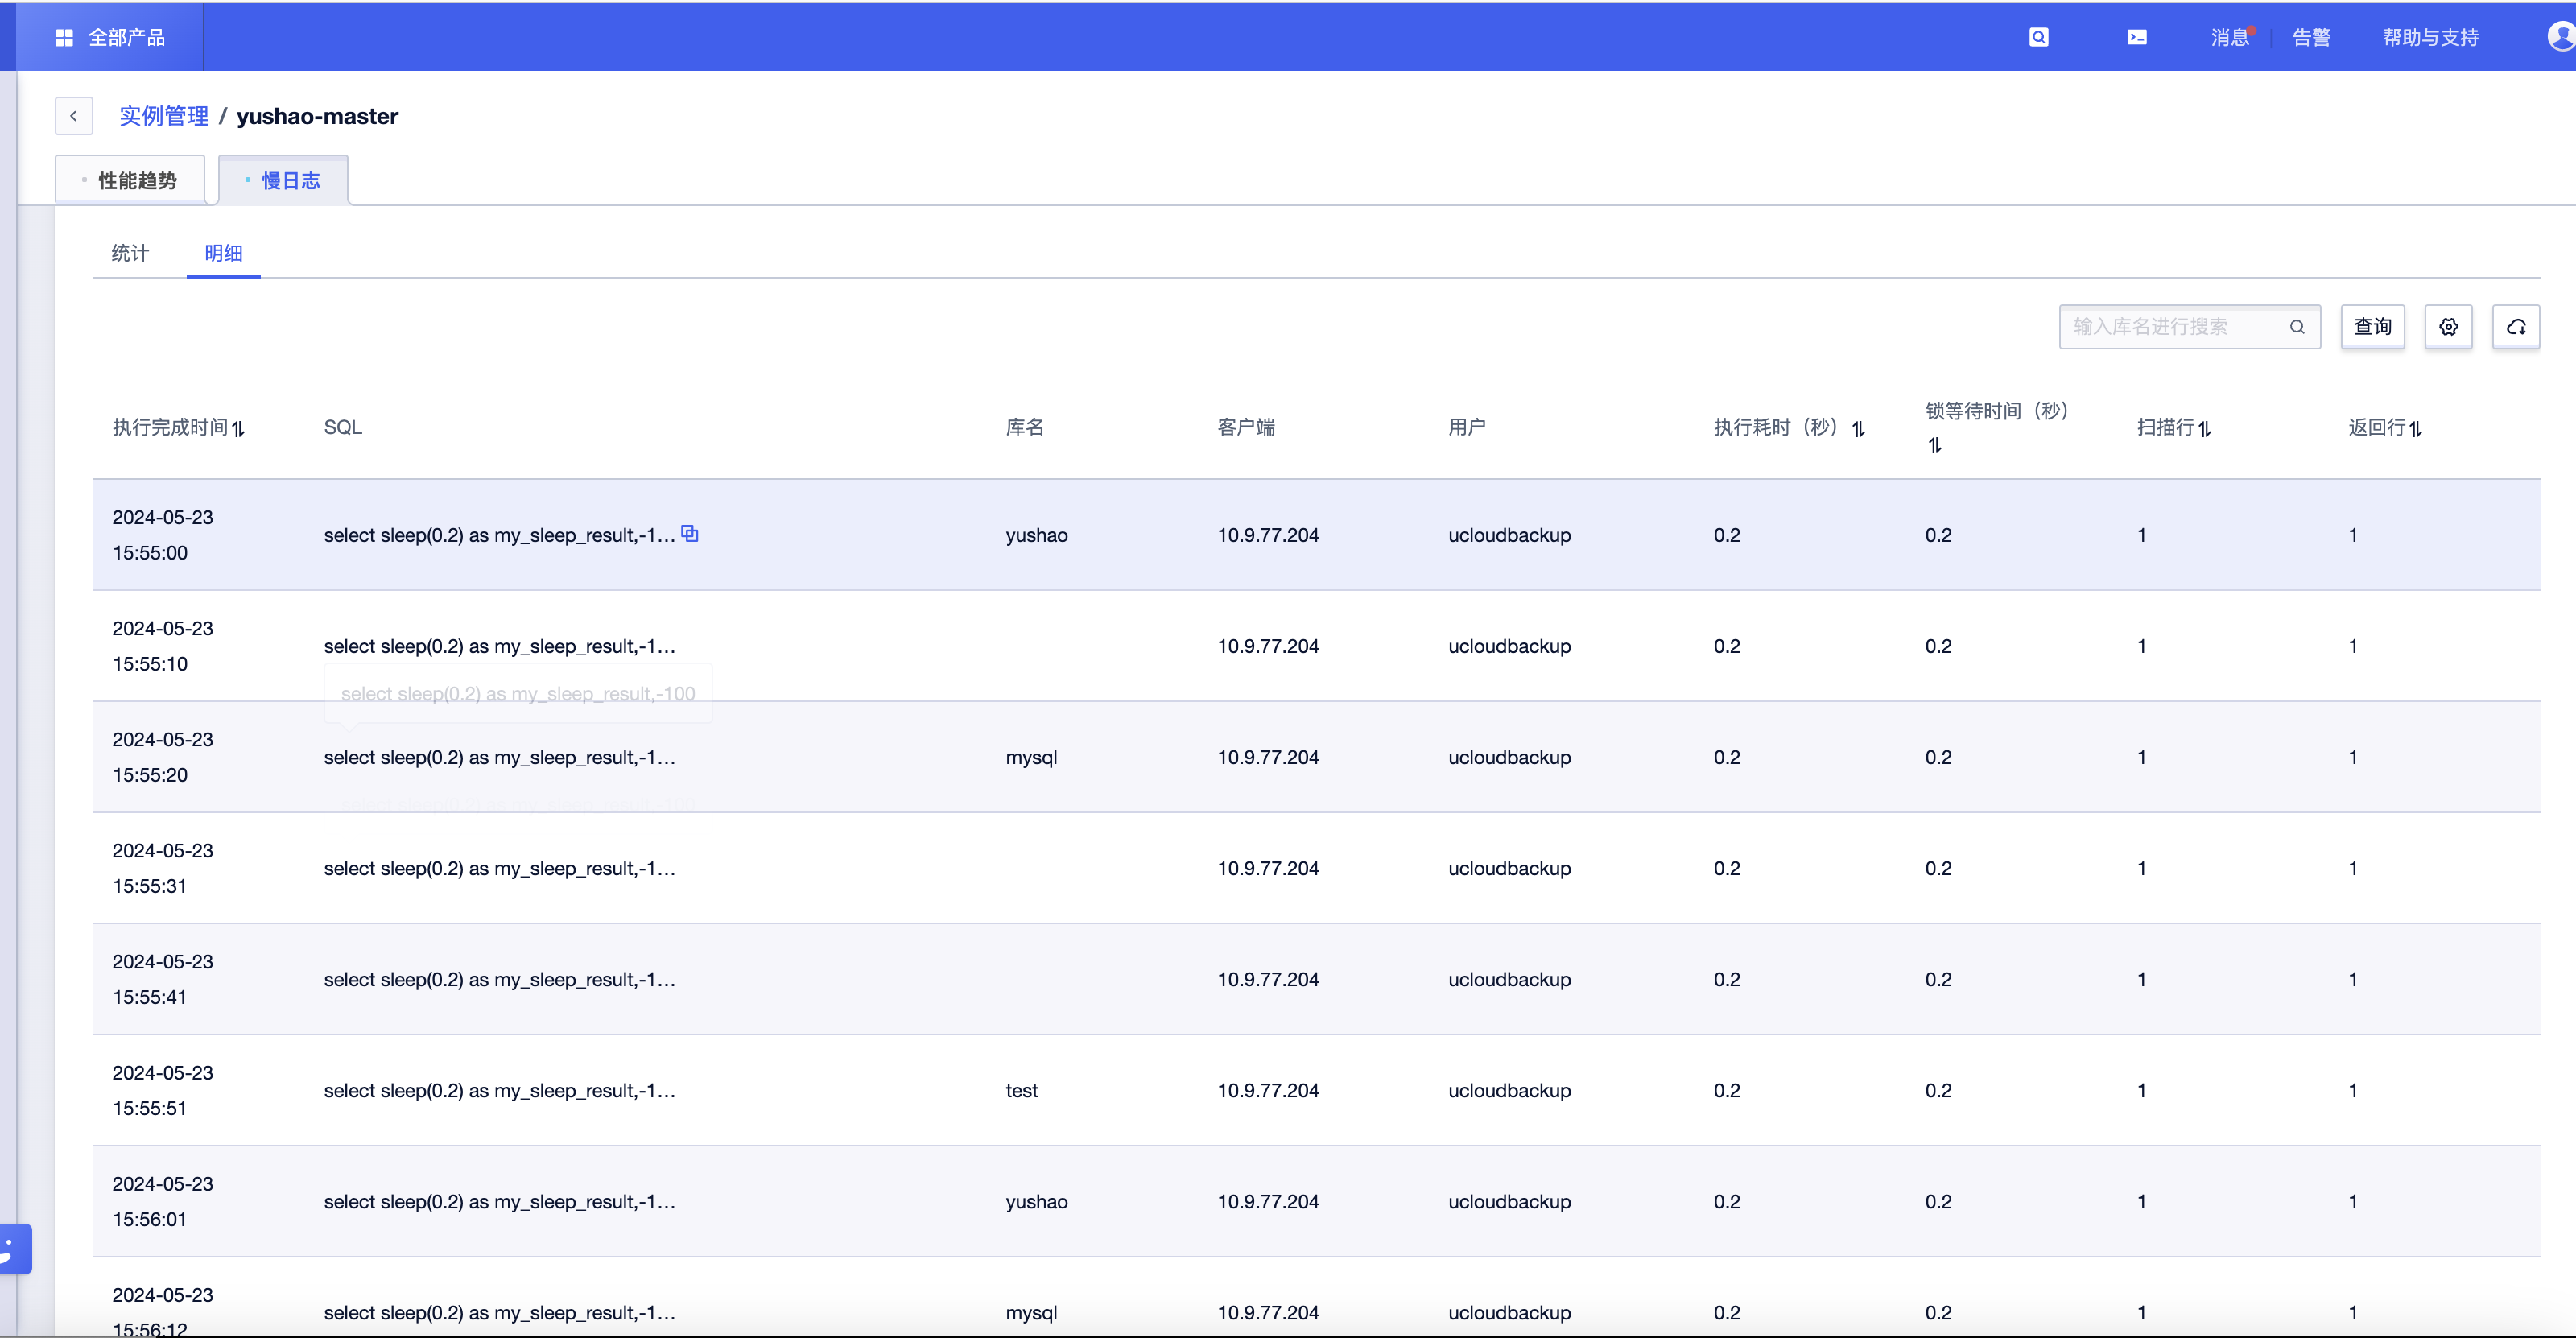 全部产品
消息
告警
帮助与支持
实例管理 / yushao-master
性能趋势
慢日志
统计
明细
输入库名进行搜索
查询
执行完成时间 SQL 库名 客户端 用户 执行耗时（秒） 锁等待时间（秒） 扫描行 返回行
2024-05-23
15:55:00
select sleep(0.2) as my_sleep_result,-1... yushao 10.9.77.204 ucloudbackup 0.2 0.2 1 1
2024-05-23
15:55:10
select sleep(0.2) as my_sleep_result,-1... 10.9.77.204 ucloudbackup 0.2 0.2 1 1
select sleep(0.2) as my_sleep_result,-100
2024-05-23
15:55:20
select sleep(0.2) as my_sleep_result,-1... mysql 10.9.77.204 ucloudbackup 0.2 0.2 1 1
select sleep(0.2) as my_sleep_result,-100
2024-05-23
15:55:31
select sleep(0.2) as my_sleep_result,-1... 10.9.77.204 ucloudbackup 0.2 0.2 1 1
2024-05-23
15:55:41
select sleep(0.2) as my_sleep_result,-1... 10.9.77.204 ucloudbackup 0.2 0.2 1 1
2024-05-23
15:55:51
select sleep(0.2) as my_sleep_result,-1... test 10.9.77.204 ucloudbackup 0.2 0.2 1 1
2024-05-23
15:56:01
select sleep(0.2) as my_sleep_result,-1... yushao 10.9.77.204 ucloudbackup 0.2 0.2 1 1
2024-05-23
15:56:12
select sleep(0.2) as my_sleep_result,-1... mysql 10.9.77.204 ucloudbackup 0.2 0.2 1 1